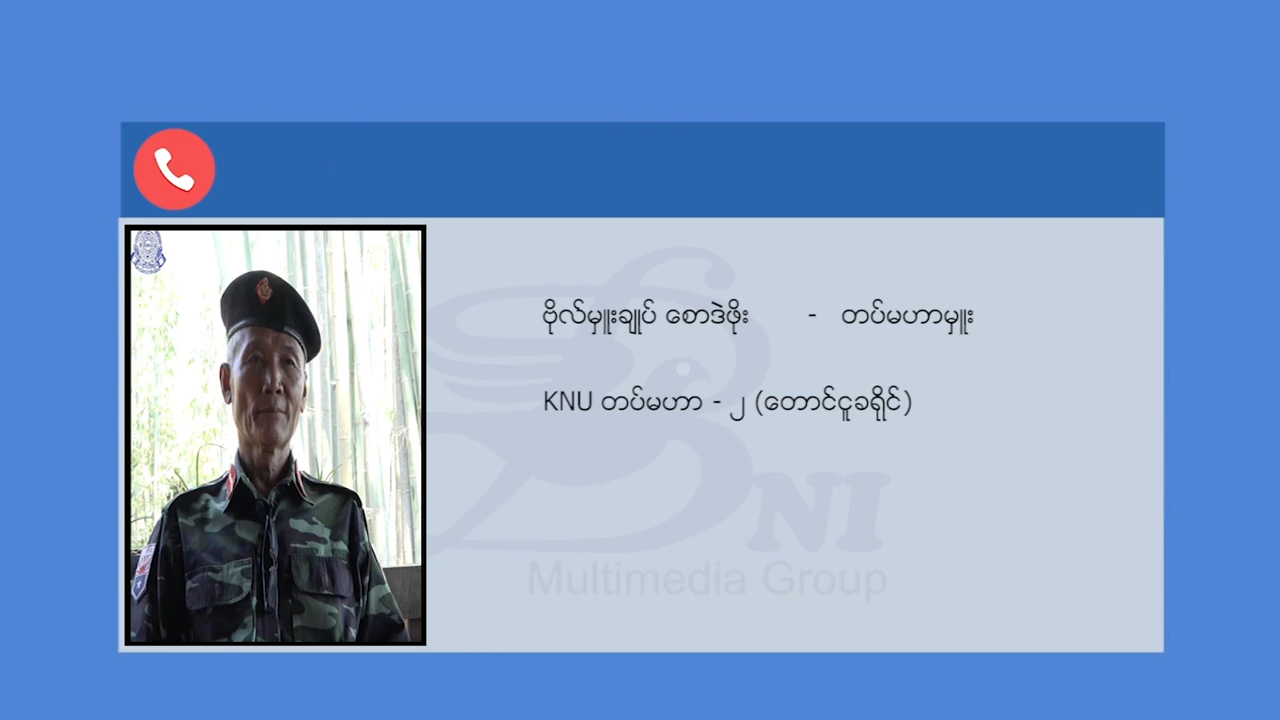 ဗိုလ်မှူးချုပ် စောဒဲဖိုး - တပ်မဟာမှူး
KNU တပ်မဟာ - ၂ (တောင်ငူခရိုင်)
BNI
Multimedia Group